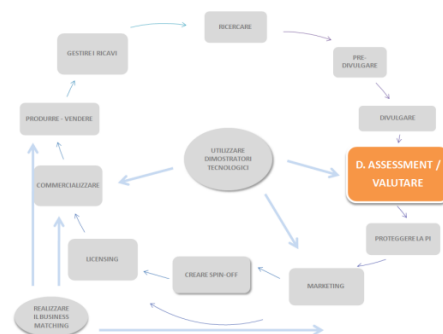 RICERCARE
GESTIRE I RICAVI
PRE-
DIVULGARE
PRODURRE - VENDERE
DIVULGARE
UTILIZZARE
DIMOSTRATORI
TECNOLOGICI
D. ASSESSMENT /
VALUTARE
COMMERCIALIZZARE
PROTEGGERE LA PI
LICENSING
CREARE SPIN-OFF
MARKETING
REALIZZARE
IL BUSINESS
MATCHING